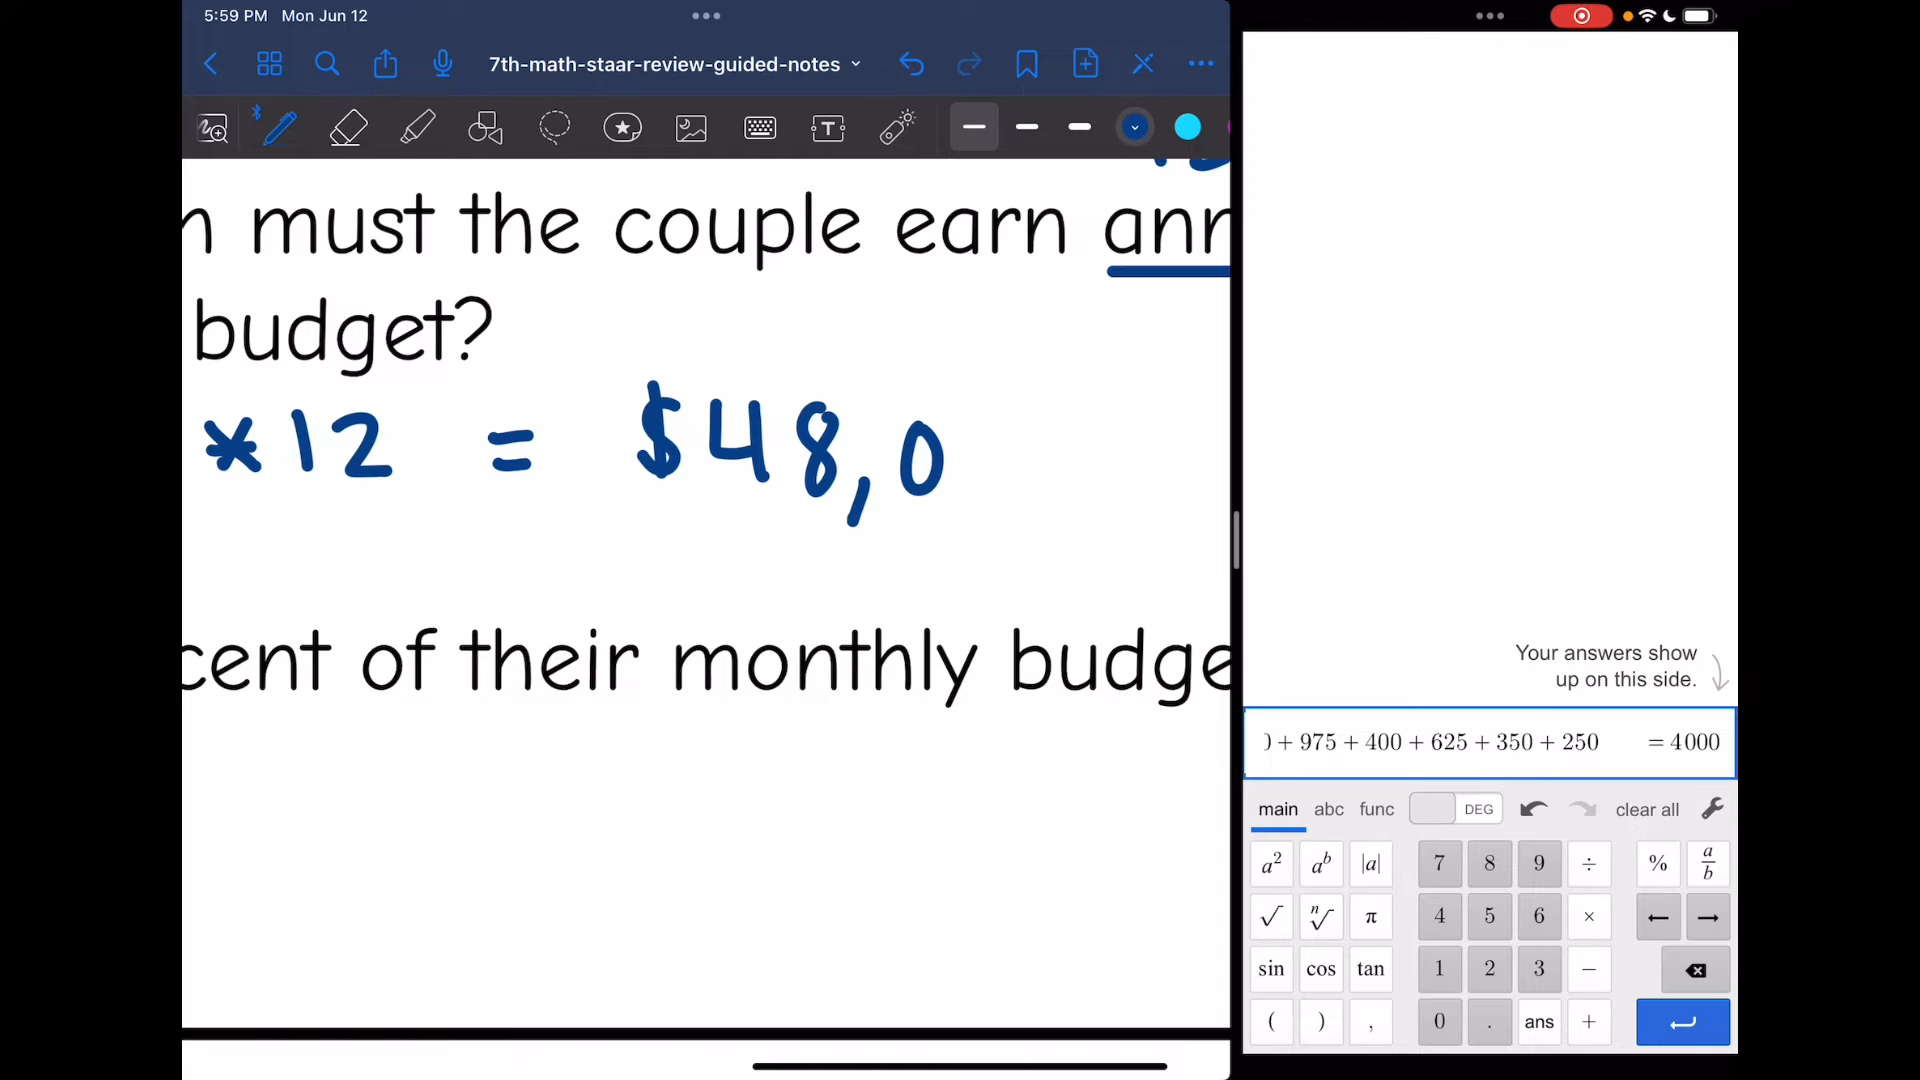 5:59 PM Mon Jun 12
7th-math-staar-review-guided-notes
n must the couple earn ann
budget?
*12 = $48,0
cent of their monthly budge
Your answers show
up on this side.
) + 975 + 400 + 625 + 350 + 250 = 4000
main abc func DEG clear all
a² aᵇ |a| 7 8 9 ÷ % a/b
√ ⁿ√ π 4 5 6 × ← →
sin cos tan 1 2 3 −
( ) , 0 . ans +